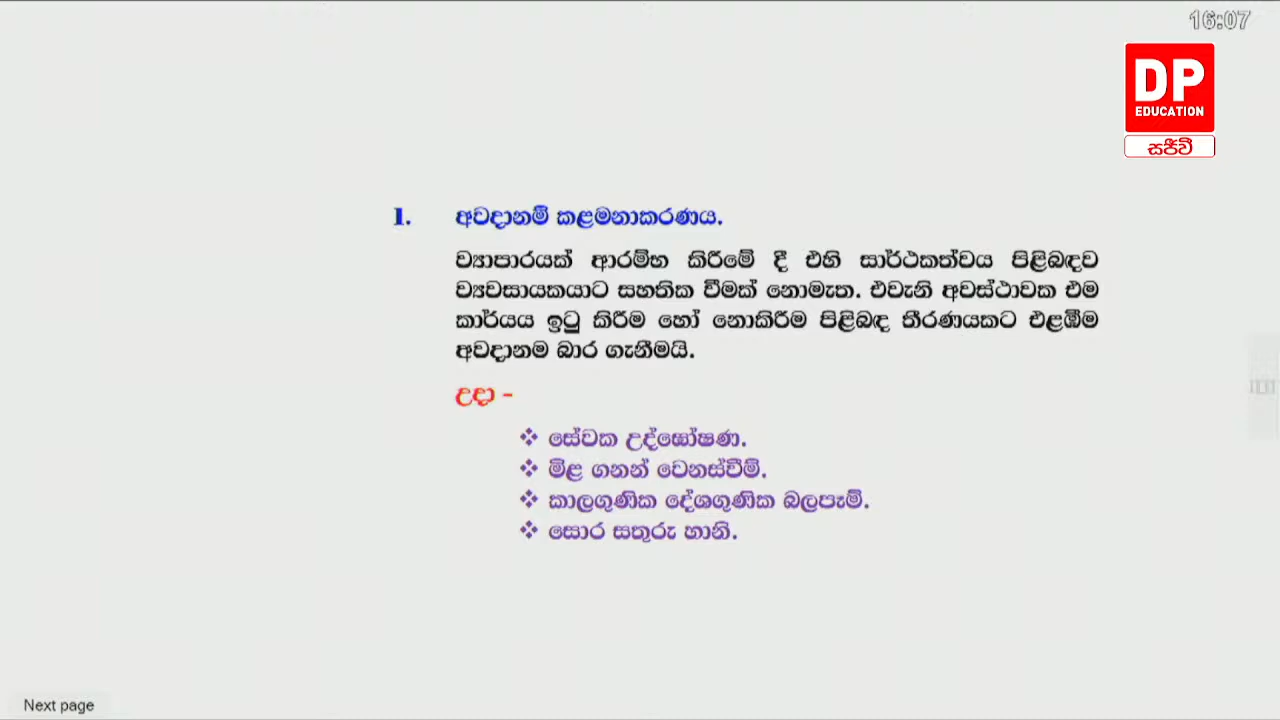 16:07
DP
EDUCATION
සජීවී
1. අවදානම් කළමනාකරණය.
ව්‍යාපාරයක් ආරම්භ කිරීමේ දී එහි සාර්ථකත්වය පිළිබඳව
ව්‍යවසායකයාට සහතික වීමක් නොමැත. එවැනි අවස්ථාවක එම
කාර්යය ඉටු කිරීම හෝ නොකිරීම පිළිබඳ තීරණයකට එළඹීම
අවදානම භාර ගැනීමයි.
උදා -
❖ සේවක උද්ඝෝෂණ.
❖ මිළ ගනන් වෙනස්වීම්.
❖ කාලගුණික දේශගුණික බලපෑම්.
❖ සොර සතුරු හානි.
Next page